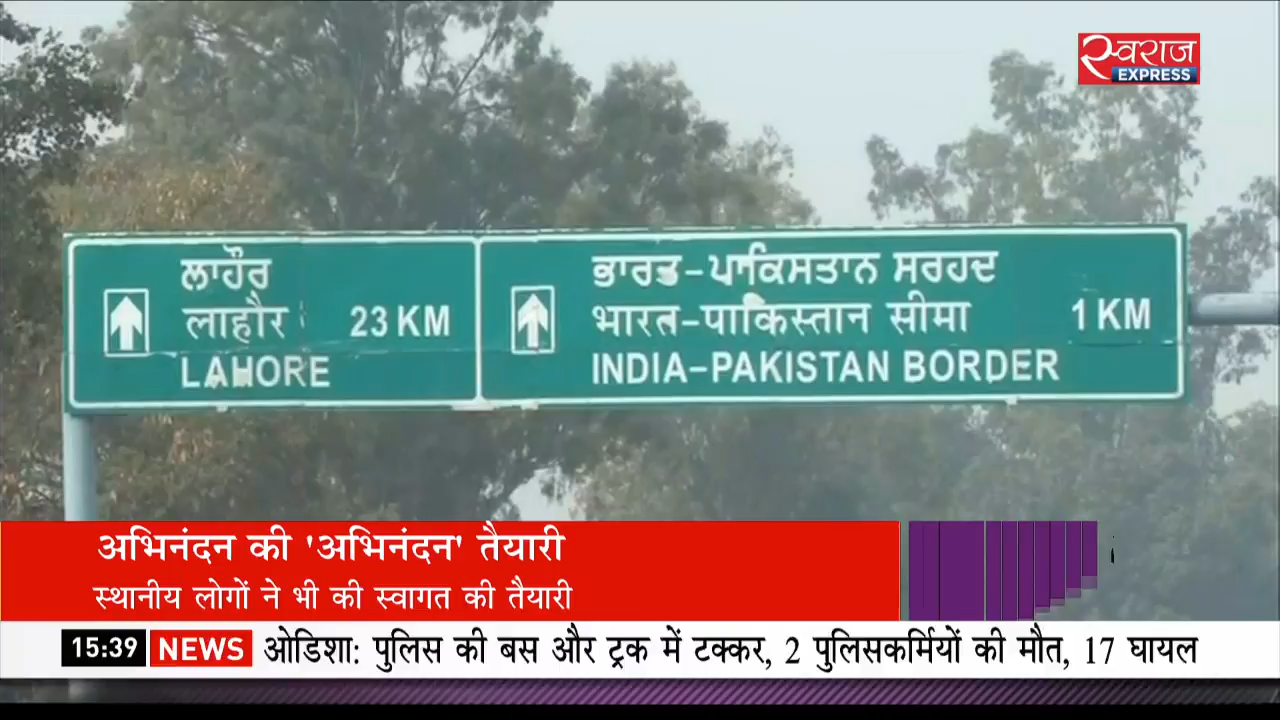 स्वराज
EXPRESS
ਲਾਹੌਰ
लाहौर
LAHORE
23 KM
ਭਾਰਤ-ਪਾਕਿਸਤਾਨ ਸਰਹਦ
भारत-पाकिस्तान सीमा
INDIA-PAKISTAN BORDER
1 KM
अभिनंदन की 'अभिनंदन' तैयारी
स्थानीय लोगों ने भी की स्वागत की तैयारी
15:39 NEWS ओडिशा: पुलिस की बस और ट्रक में टक्कर, 2 पुलिसकर्मियों की मौत, 17 घायल